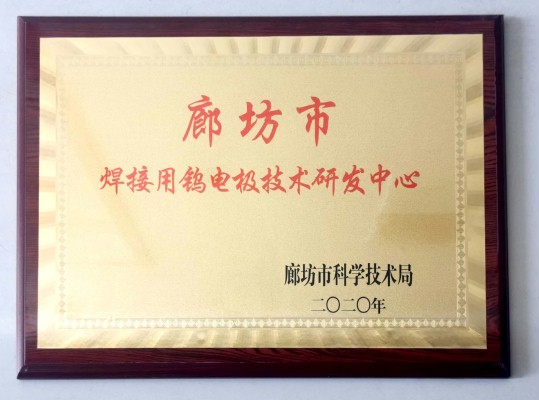 廊坊市
焊接用钨电极技术研发中心
廊坊市科学技术局
二〇二〇年